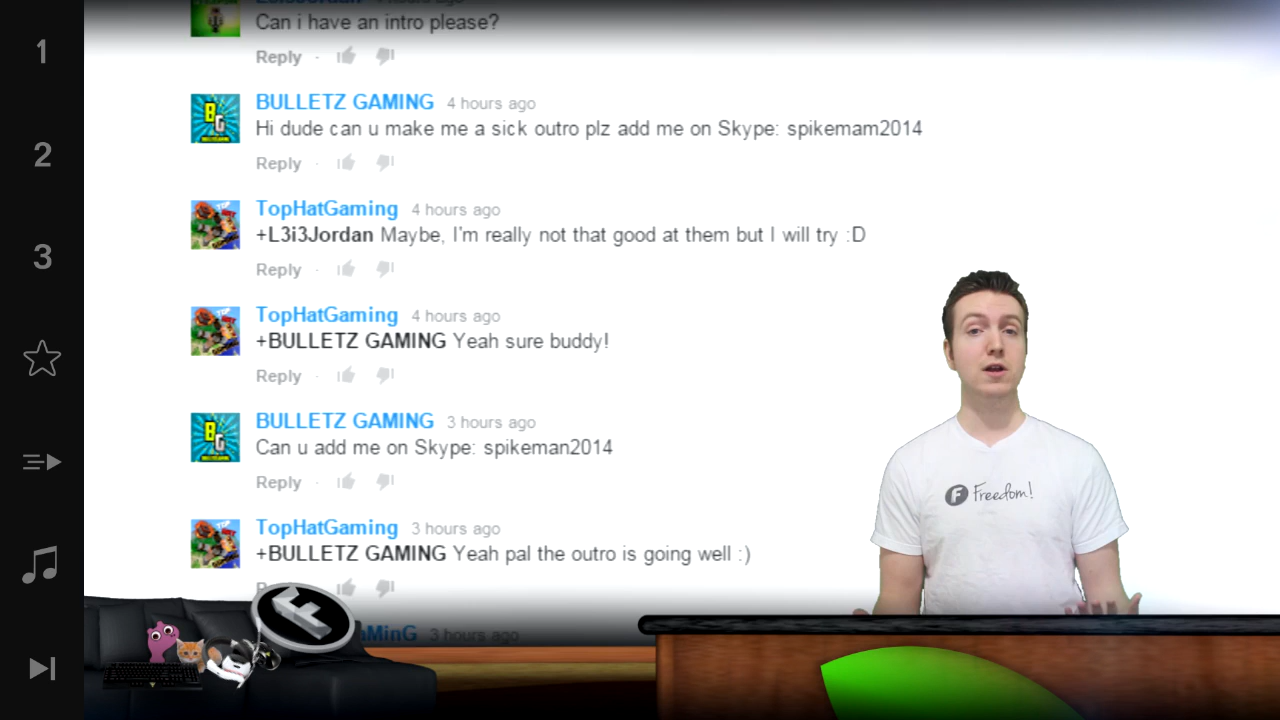 1
2
3
L3i3Jordan
Can i have an intro please?
Reply ·
BULLETZ GAMING 4 hours ago
Hi dude can u make me a sick outro plz add me on Skype: spikemam2014
Reply ·
TopHatGaming 4 hours ago
+L3i3Jordan Maybe, I'm really not that good at them but I will try :D
Reply ·
TopHatGaming 4 hours ago
+BULLETZ GAMING Yeah sure buddy!
Reply ·
BULLETZ GAMING 3 hours ago
Can u add me on Skype: spikeman2014
Reply ·
TopHatGaming 3 hours ago
+BULLETZ GAMING Yeah pal the outro is going well :)
3 hours ago
F Freedom!
F